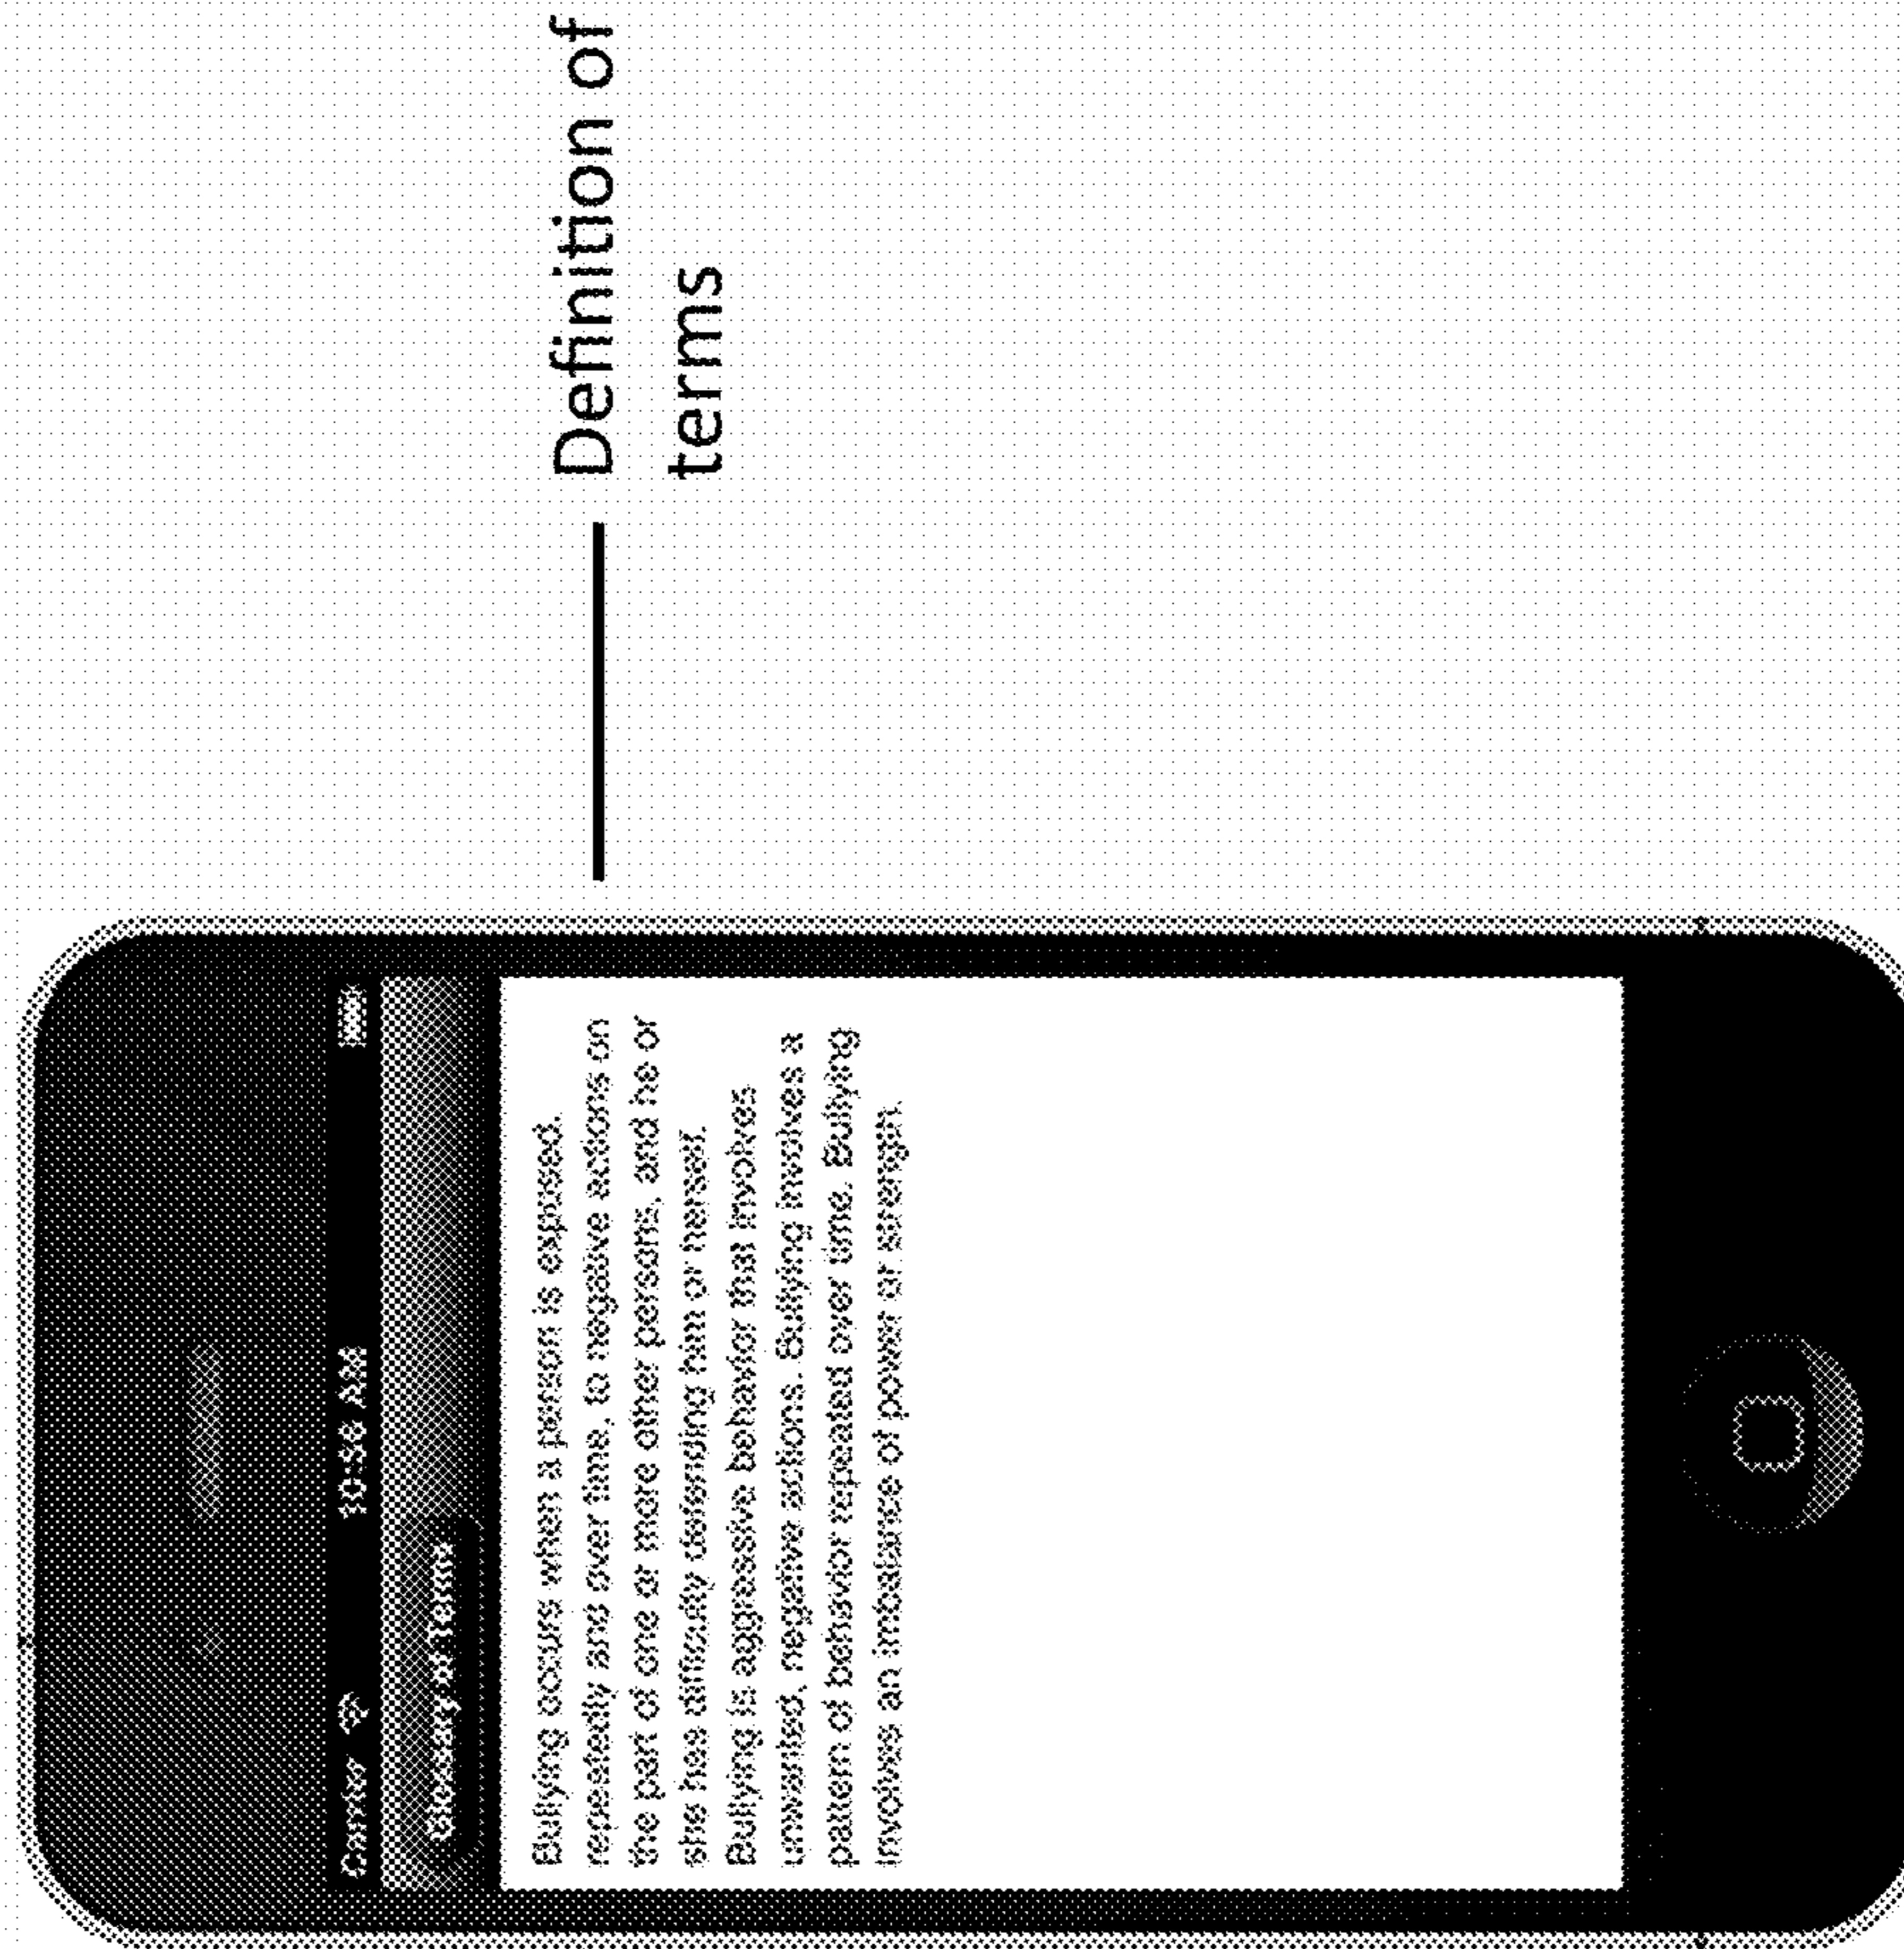 Carrier 10:58 AM
Glossary of Terms
Bullying occurs when a person is exposed,
repeatedly and over time, to negative actions on
the part of one or more other persons, and he or
she has difficulty defending him or herself.
Bullying is aggressive behavior that involves
unwanted, negative actions. Bullying involves a
pattern of behavior repeated over time. Bullying
involves an imbalance of power or strength.
Definition of
terms